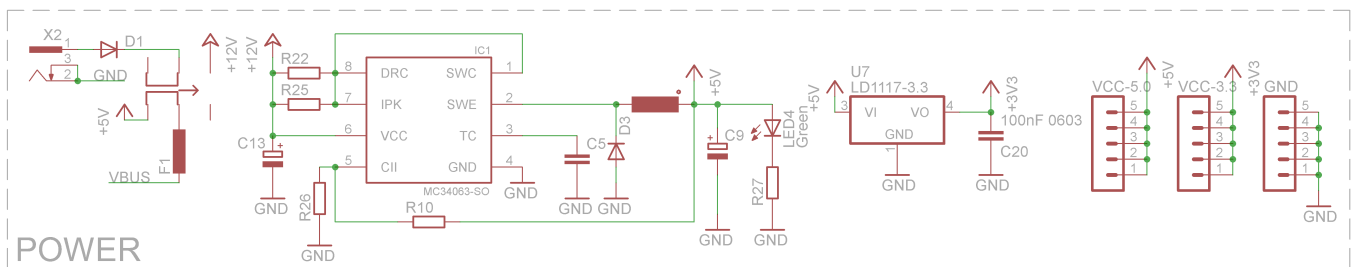 X2
1
3
2
D1
GND
+5V
F1
VBUS
+12V
+12V
R22
R25
C13
+
GND
R26
GND
R10
IC1
8 DRC SWC 1
7 IPK SWE 2
6 VCC TC 3
5 CII GND 4
MC34063-SO
GND
GND
C5
GND
D3
+5V
+
C9
GND
LED4
Green
R27
GND
+5V
U7
LD1117-3.3
3 VI VO 4
GND
1
GND
+3V3
100nF 0603
C20
GND
VCC-5.0
+5V
5
4
3
2
1
VCC-3.3
+3V3
5
4
3
2
1
GND
5
4
3
2
1
GND
POWER